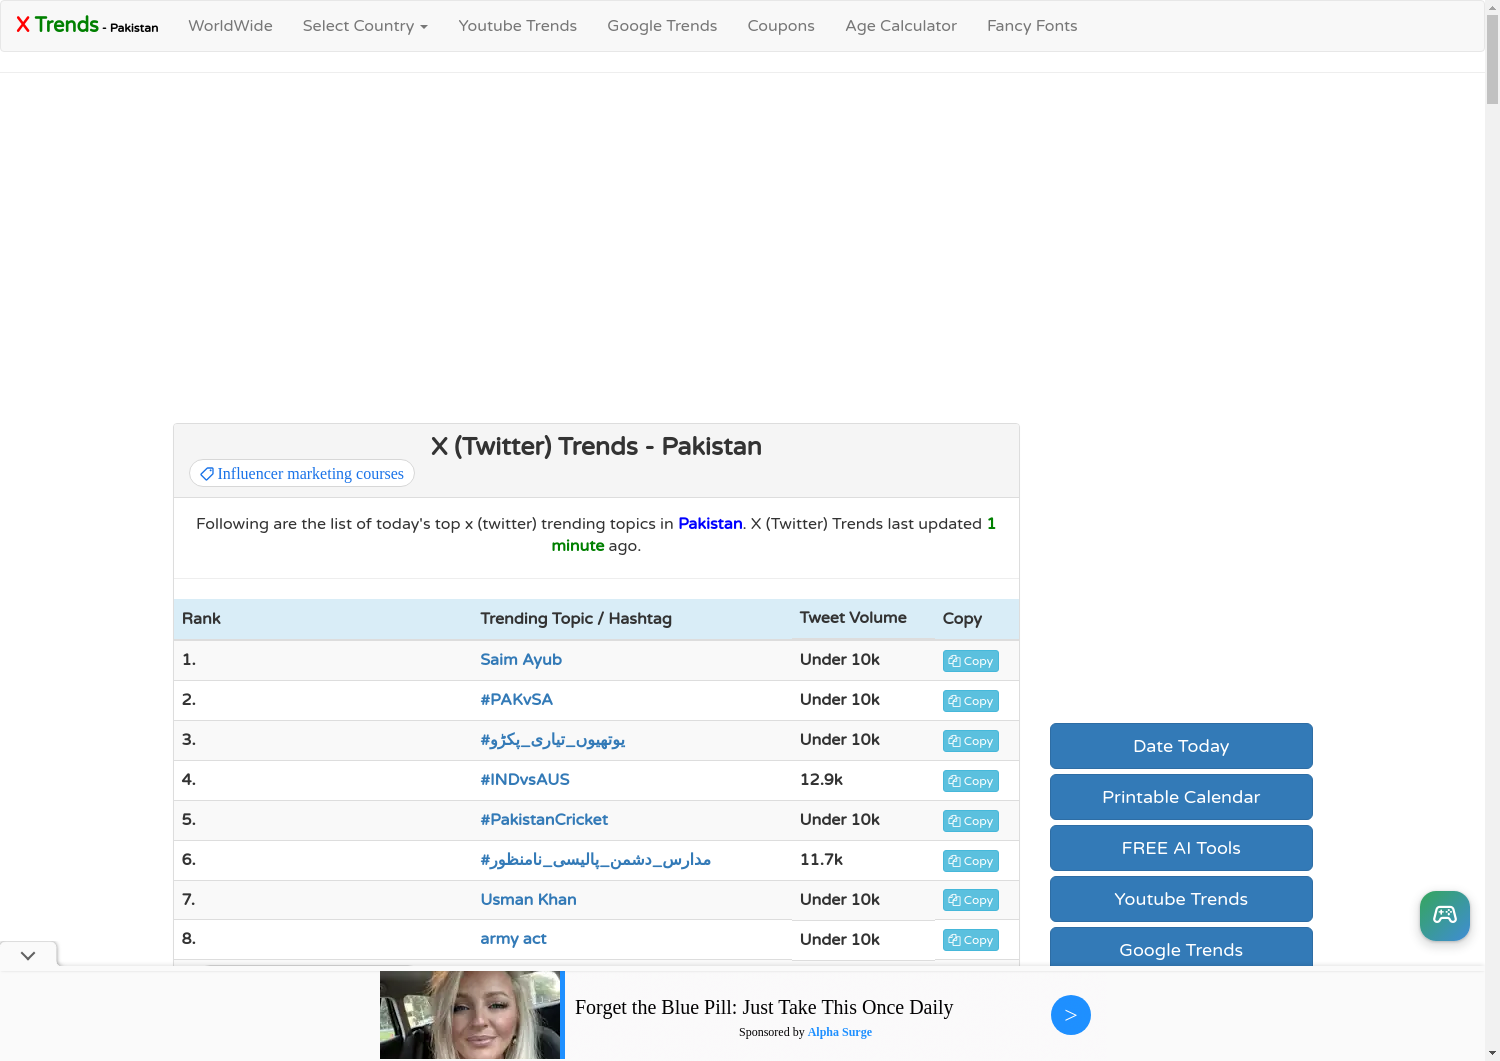 X Trends - Pakistan WorldWide Select Country Youtube Trends Google Trends Coupons Age Calculator Fancy Fonts
X (Twitter) Trends - Pakistan
Influencer marketing courses
Following are the list of today's top x (twitter) trending topics in Pakistan. X (Twitter) Trends last updated 1
minute ago.
Rank Trending Topic / Hashtag Tweet Volume Copy
1. Saim Ayub Under 10k Copy
2. #PAKvSA Under 10k Copy
3. #یوتھیوں_تیاری_پکڑو Under 10k Copy
4. #INDvsAUS 12.9k Copy
5. #PakistanCricket Under 10k Copy
6. #مدارس_دشمن_پالیسی_نامنظور 11.7k Copy
7. Usman Khan Under 10k Copy
8. army act Under 10k Copy
Date Today
Printable Calendar
FREE AI Tools
Youtube Trends
Google Trends
Forget the Blue Pill: Just Take This Once Daily
Sponsored by Alpha Surge
>